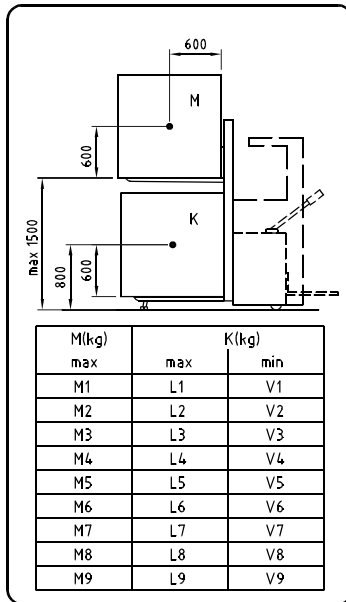 600
M
600
K
max 1500
800
600
M(kg) K(kg)
max max min
M1 L1 V1
M2 L2 V2
M3 L3 V3
M4 L4 V4
M5 L5 V5
M6 L6 V6
M7 L7 V7
M8 L8 V8
M9 L9 V9